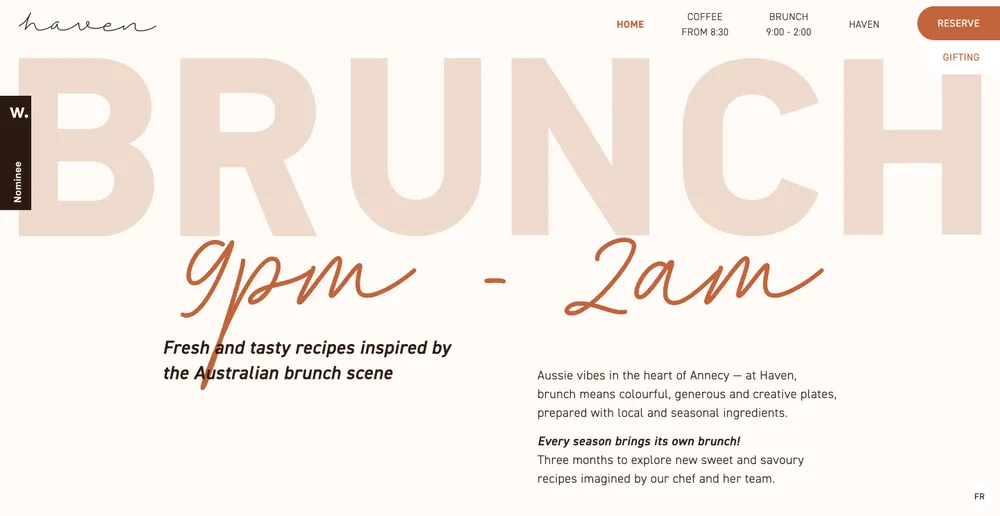 haven
HOME
COFFEE
FROM 8:30
BRUNCH
9:00 - 2:00
HAVEN
RESERVE
GIFTING
BRUNCH
W.
Nominee
9pm - 2am
Fresh and tasty recipes inspired by
the Australian brunch scene
Aussie vibes in the heart of Annecy — at Haven,
brunch means colourful, generous and creative plates,
prepared with local and seasonal ingredients.
Every season brings its own brunch!
Three months to explore new sweet and savoury
recipes imagined by our chef and her team.
FR